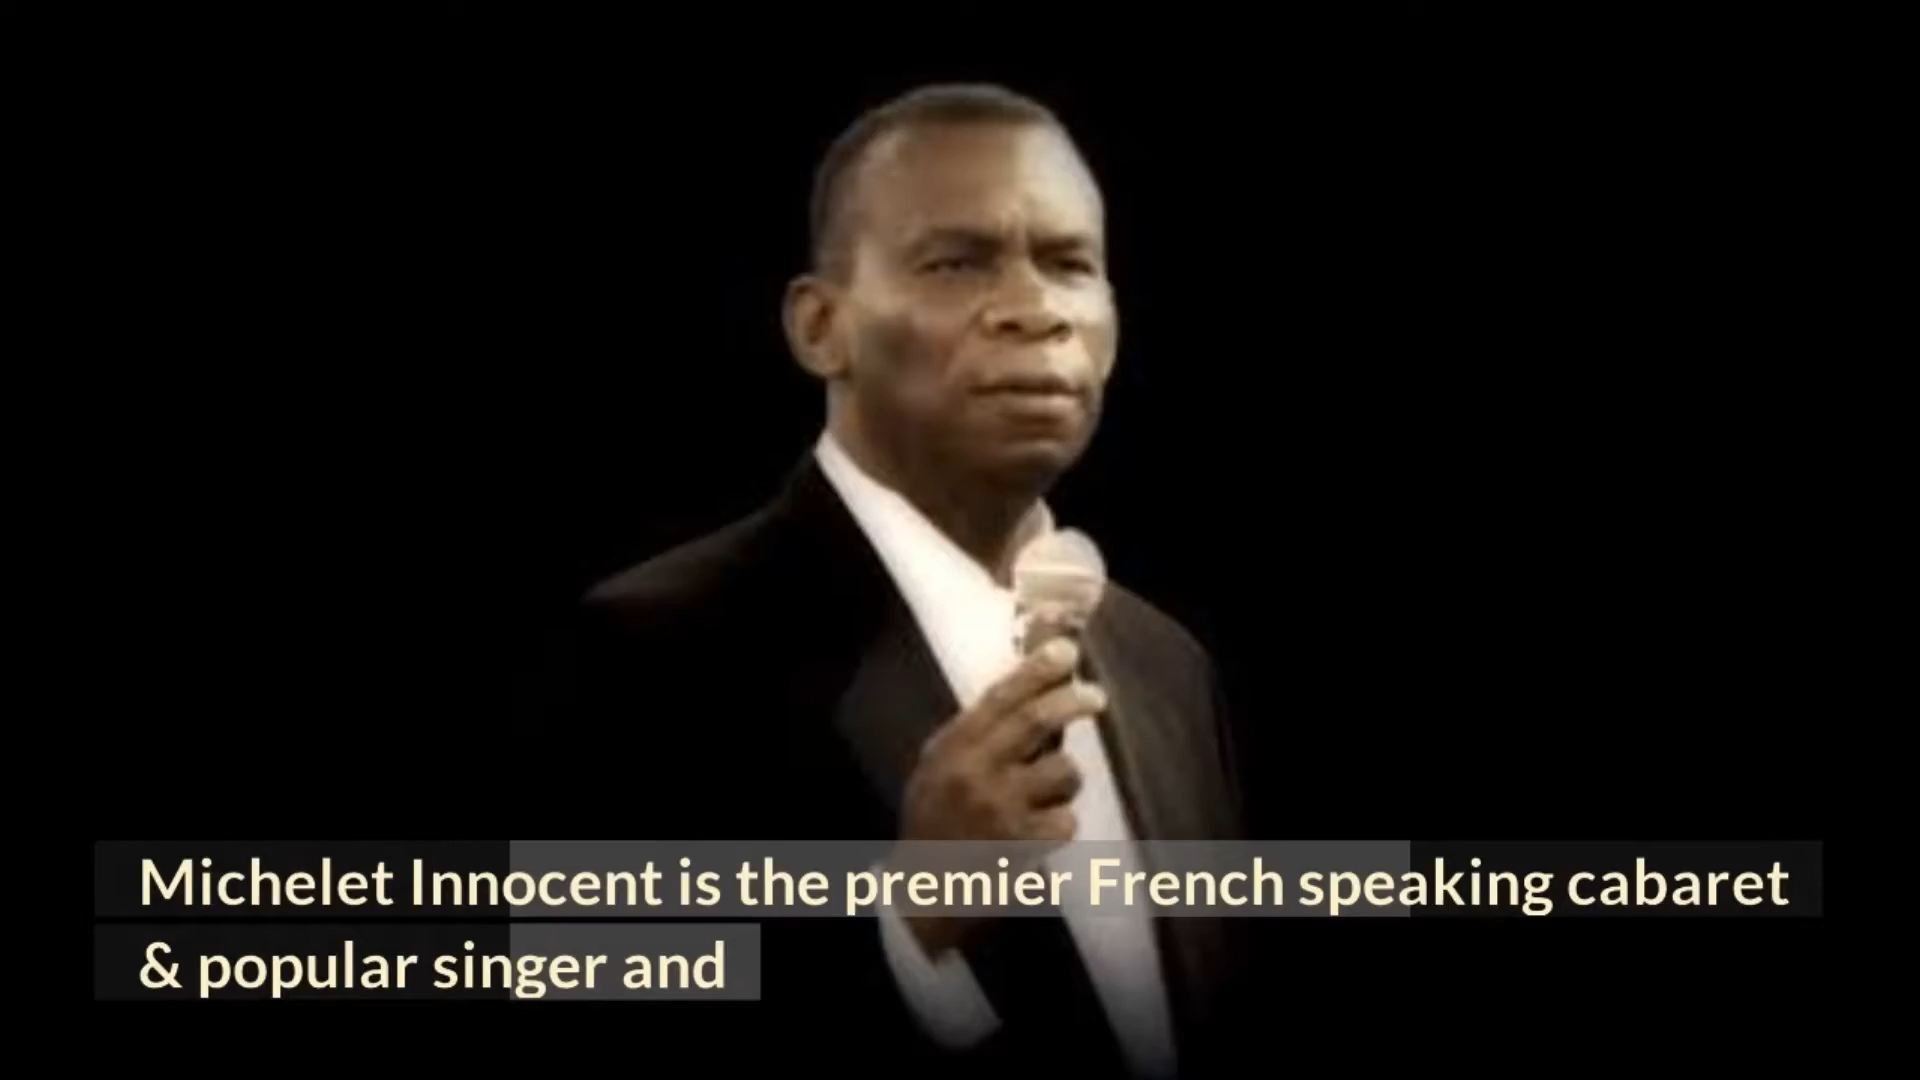 Michelet Innocent is the premier French speaking cabaret
& popular singer and